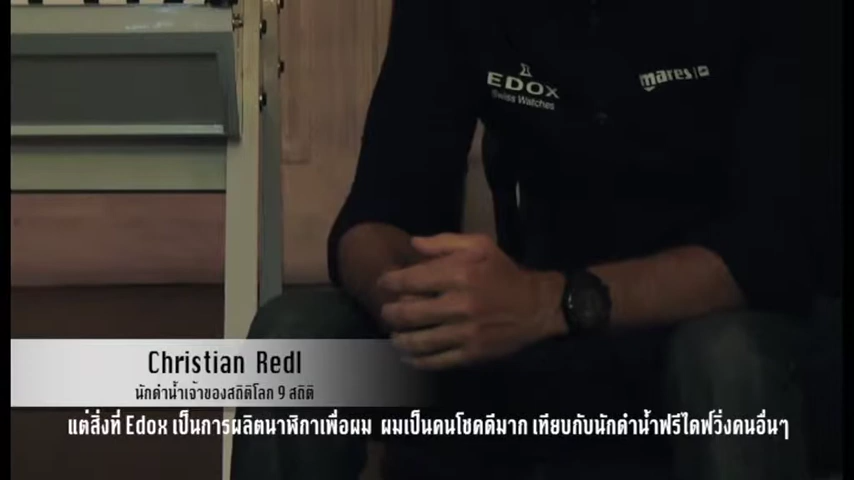 EDOX
Swiss Watches
mares
Christian Redl
นักดำน้ำเจ้าของสถิติโลก 9 สถิติ
แต่สิ่งที่ Edox เป็นการผลิตนาฬิกาเพื่อผม ผมเป็นคนโชคดีมาก เทียบกับนักดำน้ำฟรีไดฟ์วิ่งคนอื่นๆ